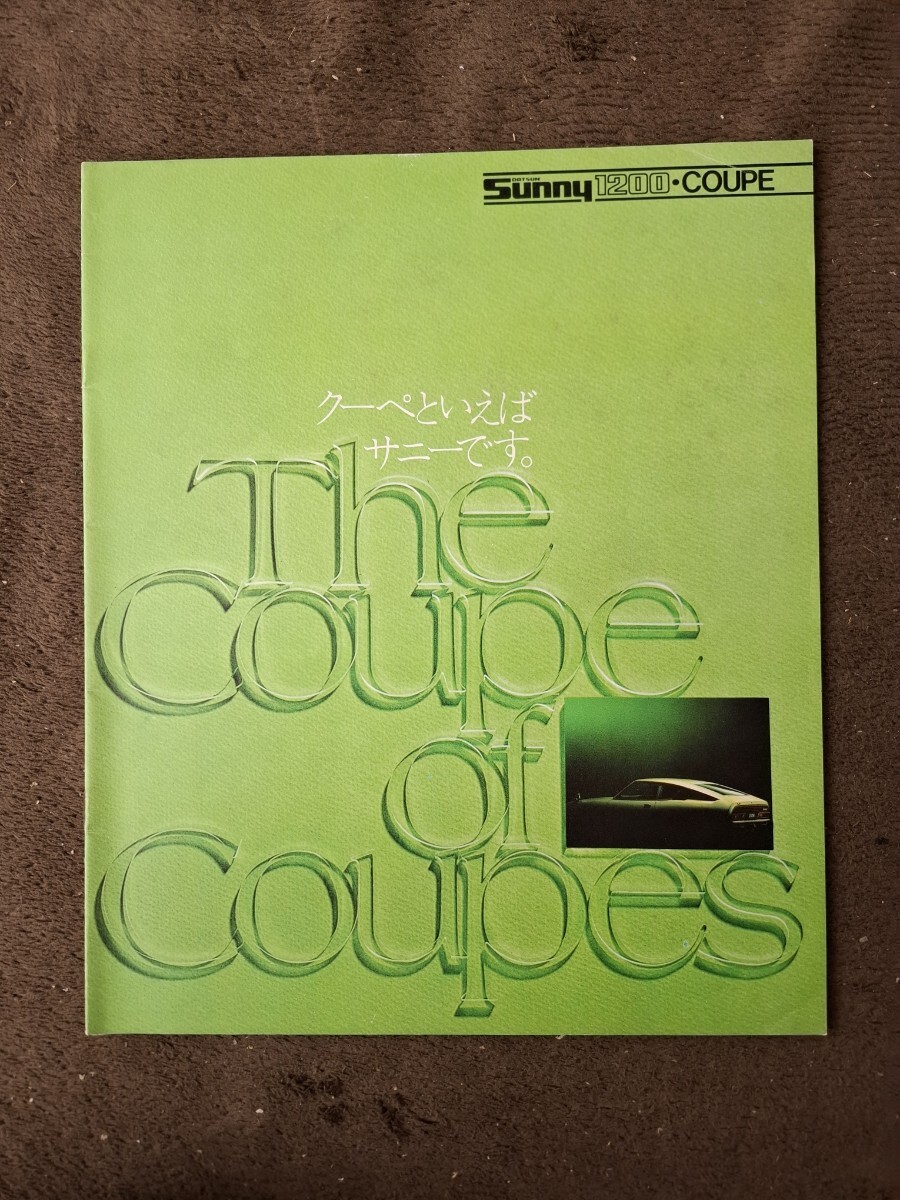 DATSUN
Sunny 1200・COUPE
クーペといえば
サニーです。
The
Coupe
of
Coupes